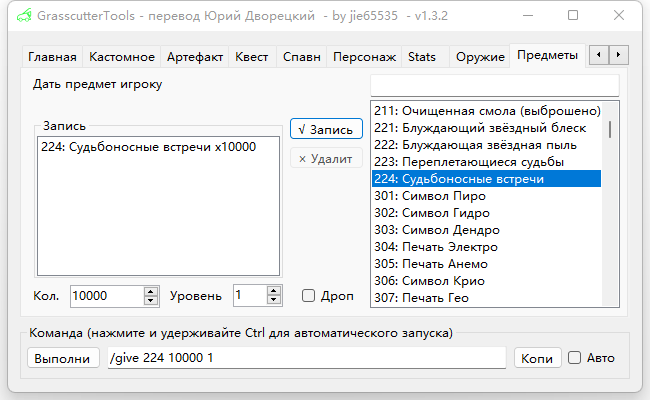 GrasscutterTools - перевод Юрий Дворецкий - by jie65535 - v1.3.2
Главная Кастомное Артефакт Квест Спавн Персонаж Stats Оружие Предметы
Дать предмет игроку
Запись
224: Судьбоносные встречи x10000
√ Запись
× Удалит
211: Очищенная смола (выброшено)
221: Блуждающий звёздный блеск
222: Блуждающая звёздная пыль
223: Переплетающиеся судьбы
224: Судьбоносные встречи
301: Символ Пиро
302: Символ Гидро
303: Символ Дендро
304: Печать Электро
305: Печать Анемо
306: Символ Крио
307: Печать Гео
Кол. 10000 Уровень 1 Дроп
Команда (нажмите и удерживайте Ctrl для автоматического запуска)
Выполни /give 224 10000 1 Копи Авто